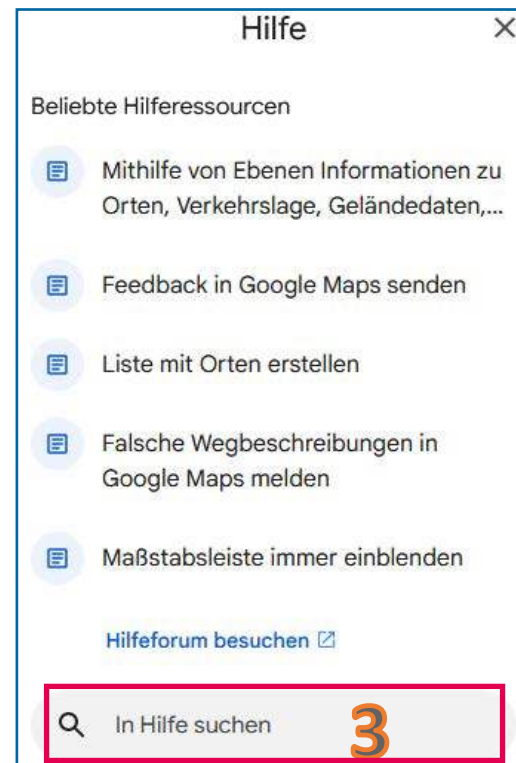 Hilfe
Beliebte Hilferessourcen
Mithilfe von Ebenen Informationen zu
Orten, Verkehrslage, Geländedaten,...
Feedback in Google Maps senden
Liste mit Orten erstellen
Falsche Wegbeschreibungen in
Google Maps melden
Maßstabsleiste immer einblenden
Hilfeforum besuchen
In Hilfe suchen 3